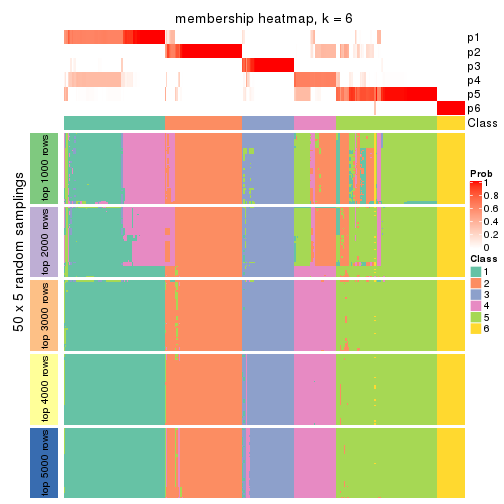 membership heatmap, k = 6
p1
p2
p3
p4
p5
p6
Class
50 x 5 random samplings
top 1000 rows
top 2000 rows
top 3000 rows
top 4000 rows
top 5000 rows
Prob
1
0.8
0.6
0.4
0.2
0
Class
1
2
3
4
5
6